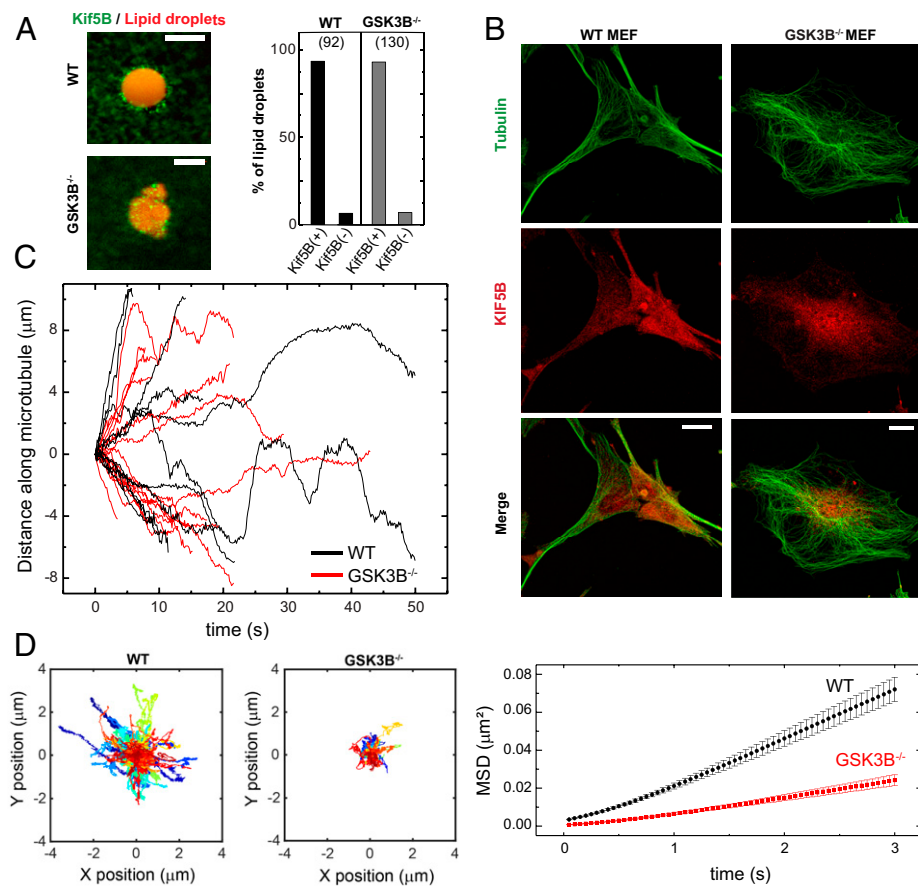 A
Kif5B / Lipid droplets
WT
GSK3B⁻/⁻
WT
GSK3B⁻/⁻
(92)
(130)
100
50
0
% of lipid droplets
Kif5B(+)
Kif5B(-)
Kif5B(+)
Kif5B(-)
B
WT MEF
GSK3B⁻/⁻ MEF
Tubulin
KIF5B
Merge
C
Distance along microtubule (μm)
8
4
0
-4
-8
WT
GSK3B⁻/⁻
0
10
20
30
40
50
time (s)
D
WT
4
2
0
-2
-4
Y position (μm)
-4
-2
0
2
4
X position (μm)
GSK3B⁻/⁻
4
2
0
-2
-4
Y position (μm)
-4
-2
0
2
4
X position (μm)
0.08
0.06
0.04
0.02
0.00
MSD (μm²)
WT
GSK3B⁻/⁻
0
1
2
3
time (s)